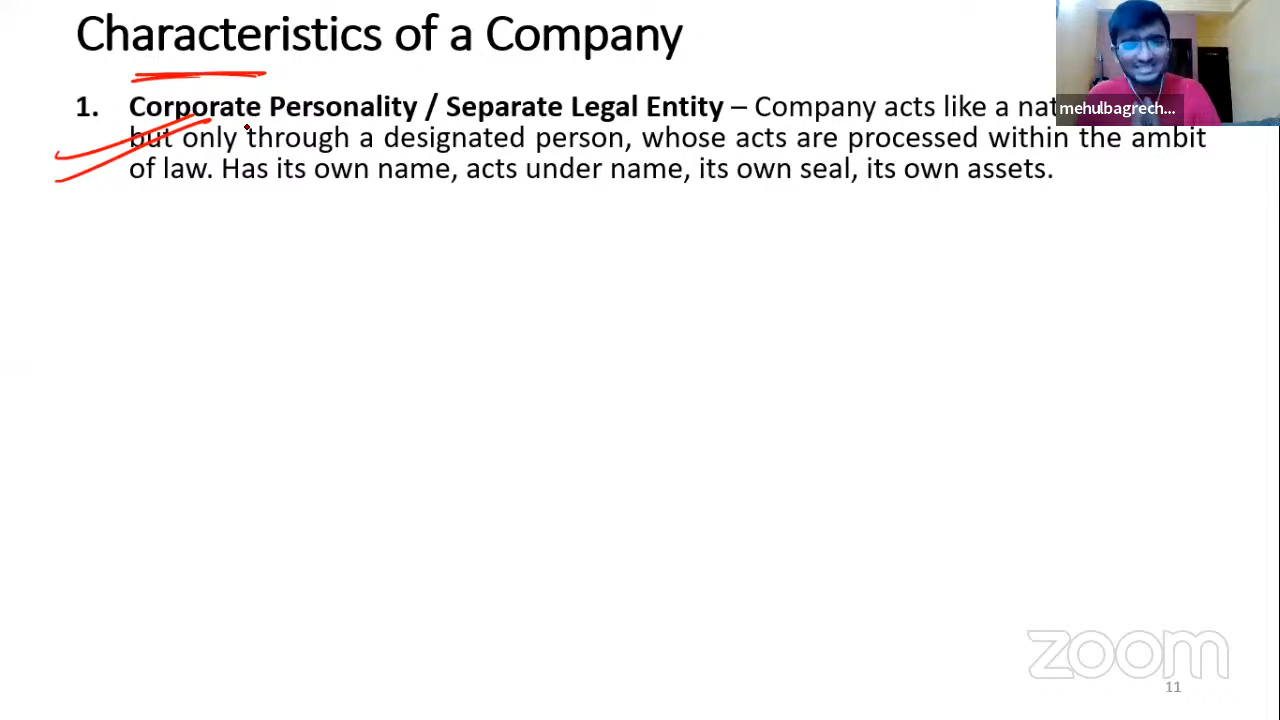 Characteristics of a Company
1. Corporate Personality / Separate Legal Entity – Company acts like a nat
mehulbagrech...
but only through a designated person, whose acts are processed within the ambit
of law. Has its own name, acts under name, its own seal, its own assets.
zoom
11